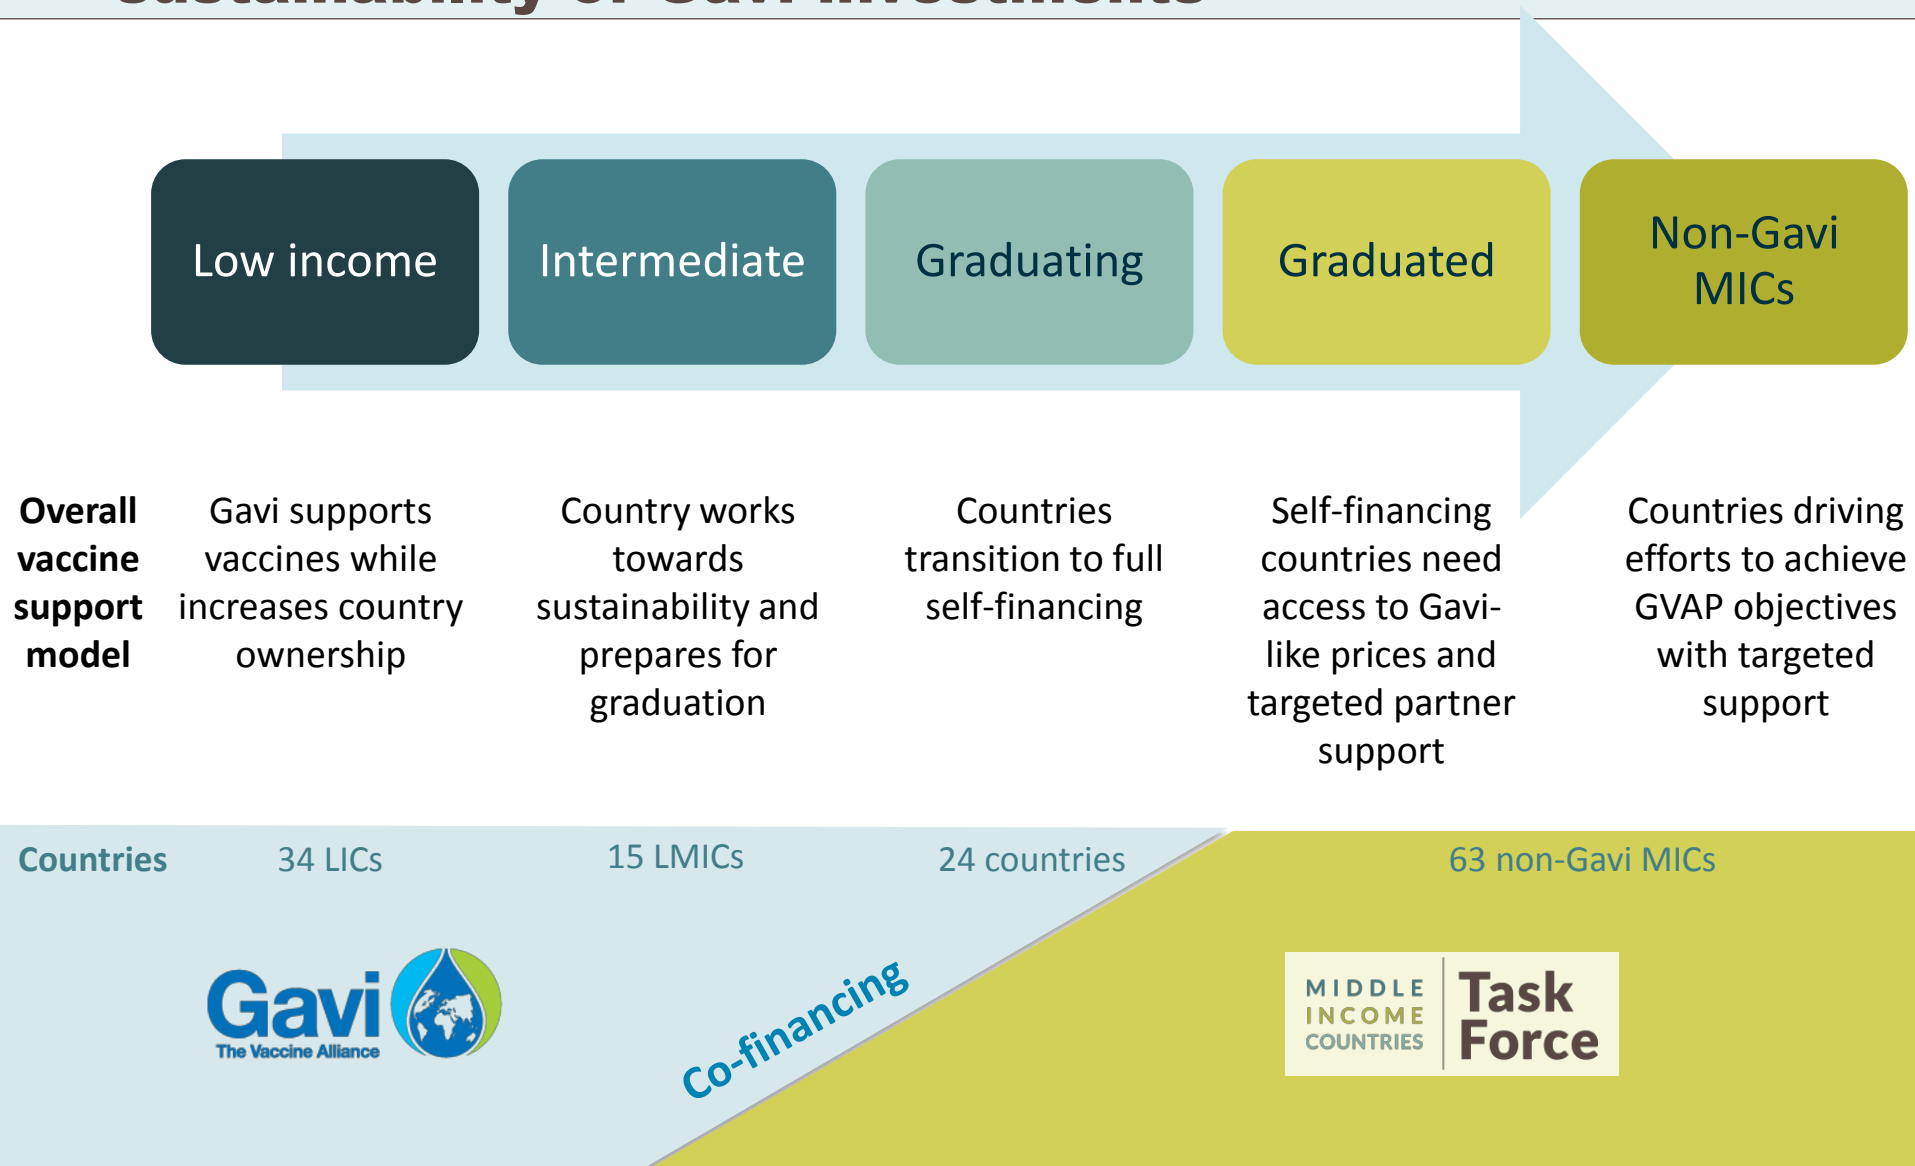 sustainability of Gavi investments
Low income
Intermediate
Graduating
Graduated
Non-Gavi
MICs
Overall
vaccine
support
model
Gavi supports
vaccines while
increases country
ownership
Country works
towards
sustainability and
prepares for
graduation
Countries
transition to full
self-financing
Self-financing
countries need
access to Gavi-
like prices and
targeted partner
support
Countries driving
efforts to achieve
GVAP objectives
with targeted
support
Countries
34 LICs
15 LMICs
24 countries
63 non-Gavi MICs
Gavi
The Vaccine Alliance
Co-financing
MIDDLE
INCOME
COUNTRIES
Task
Force